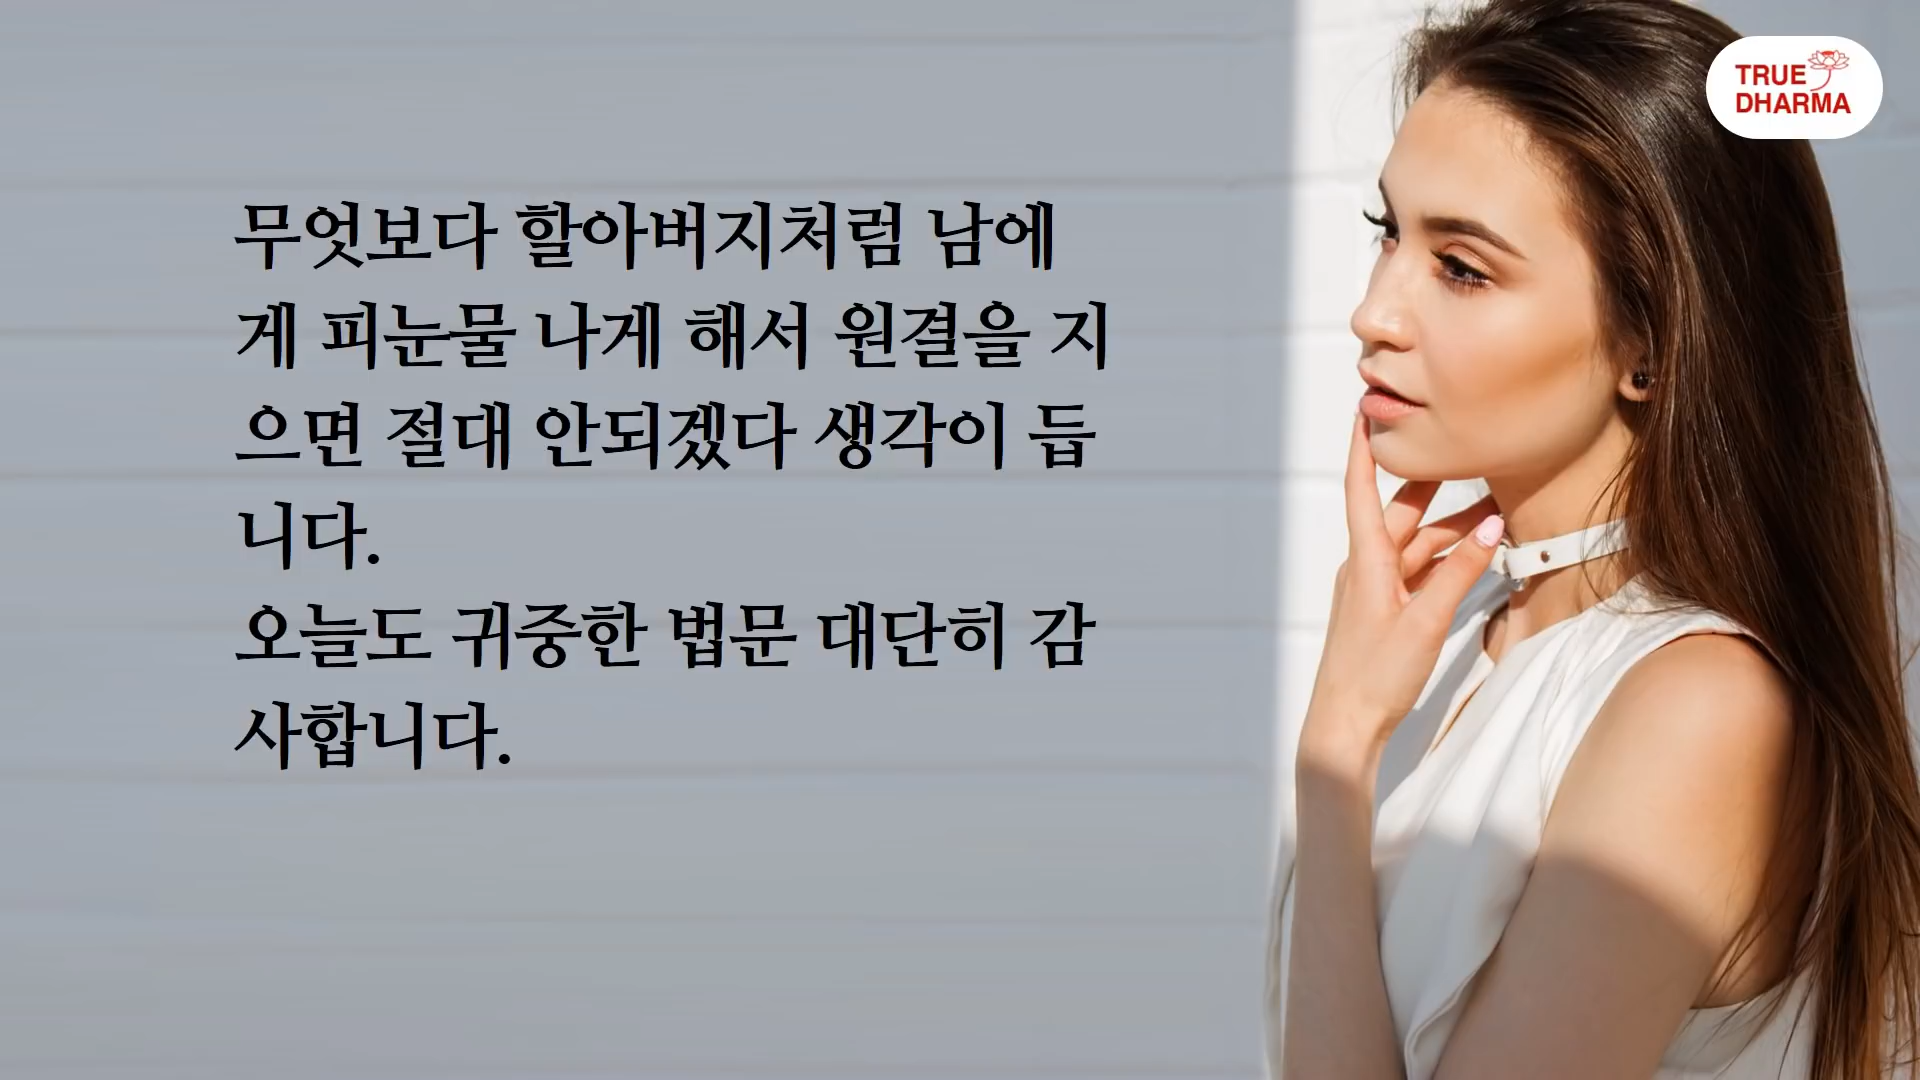 무엇보다 할아버지처럼 남에
게 피눈물 나게 해서 원결을 지
으면 절대 안되겠다 생각이 듭
니다.
오늘도 귀중한 법문 대단히 감
사합니다.
TRUE
DHARMA